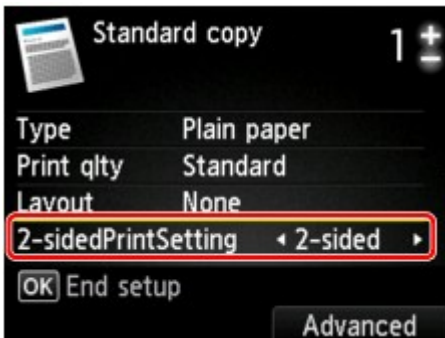 Standard copy 1 ±
Type Plain paper
Print qlty Standard
Layout None
2-sidedPrintSetting ◂ 2-sided ▸
OK End setup
Advanced